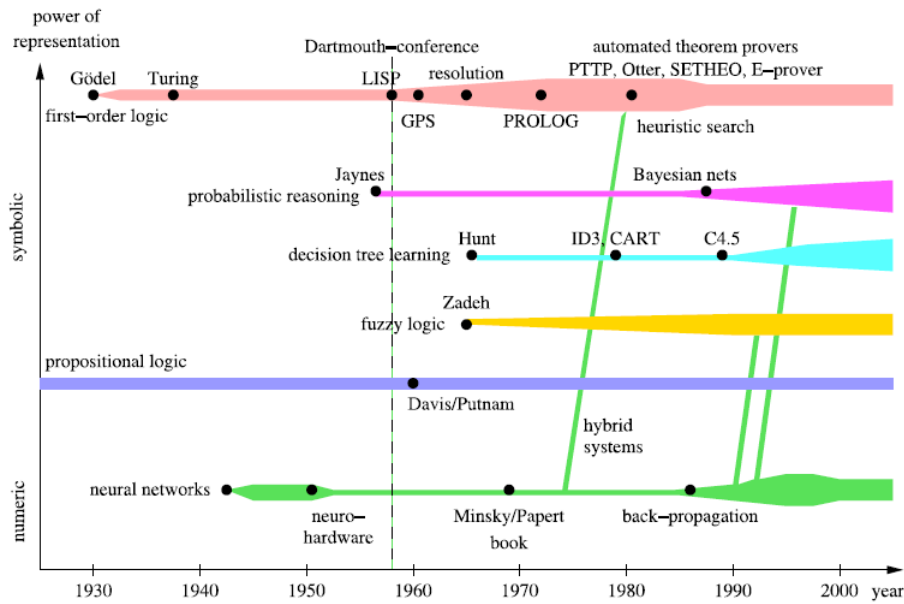 power of
representation
Dartmouth–conference
automated theorem provers
Gödel
Turing
LISP
resolution
PTTP, Otter, SETHEO, E–prover
first–order logic
GPS
PROLOG
heuristic search
Jaynes
Bayesian nets
probabilistic reasoning
symbolic
Hunt
ID3, CART
C4.5
decision tree learning
Zadeh
fuzzy logic
propositional logic
Davis/Putnam
hybrid
systems
numeric
neural networks
neuro–
hardware
Minsky/Papert
book
back–propagation
1930 1940 1950 1960 1970 1980 1990 2000 year